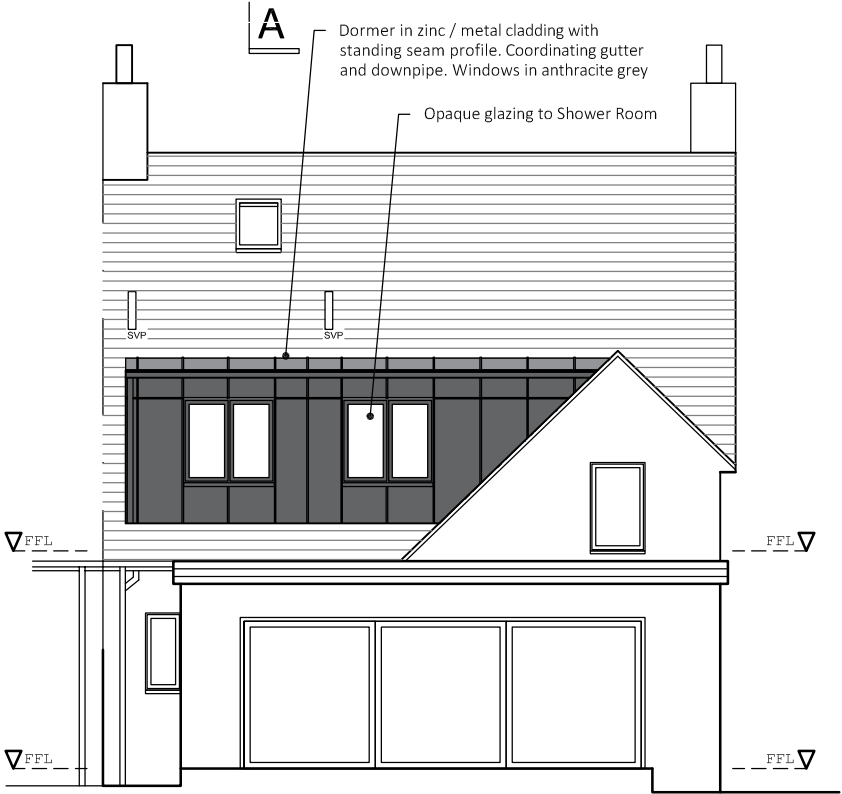 A
Dormer in zinc / metal cladding with
standing seam profile. Coordinating gutter
and downpipe. Windows in anthracite grey
Opaque glazing to Shower Room
SVP
SVP
FFL
FFL
FFL
FFL